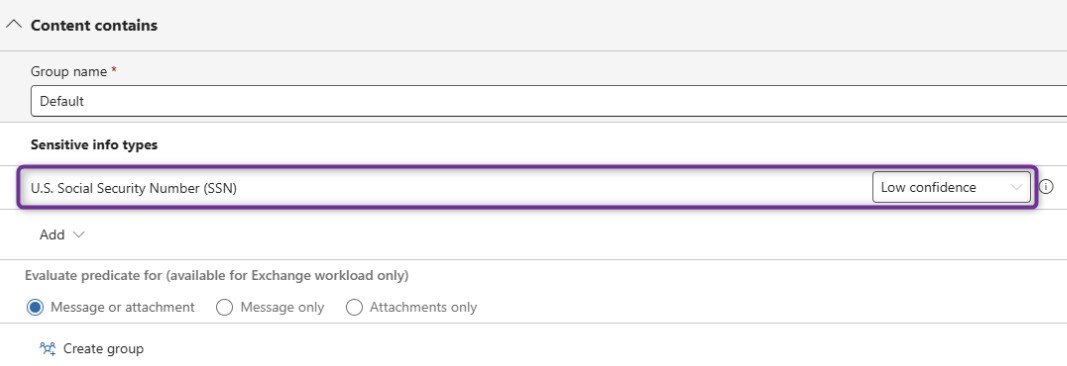 Content contains
Group name *
Default
Sensitive info types
U.S. Social Security Number (SSN) Low confidence
Add
Evaluate predicate for (available for Exchange workload only)
Message or attachment Message only Attachments only
Create group